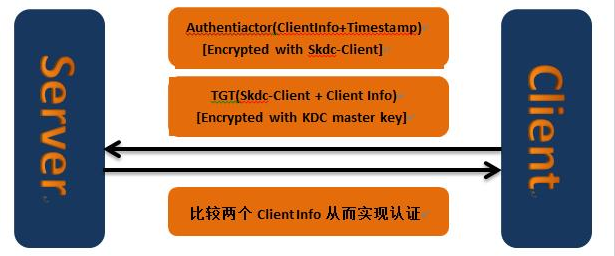 Server
Authentiactor(ClientInfo+Timestamp)
[Encrypted with Skdc-Client]
TGT(Skdc-Client + Client Info)
[Encrypted with KDC master key]
比较两个 ClientInfo 从而实现认证
Client